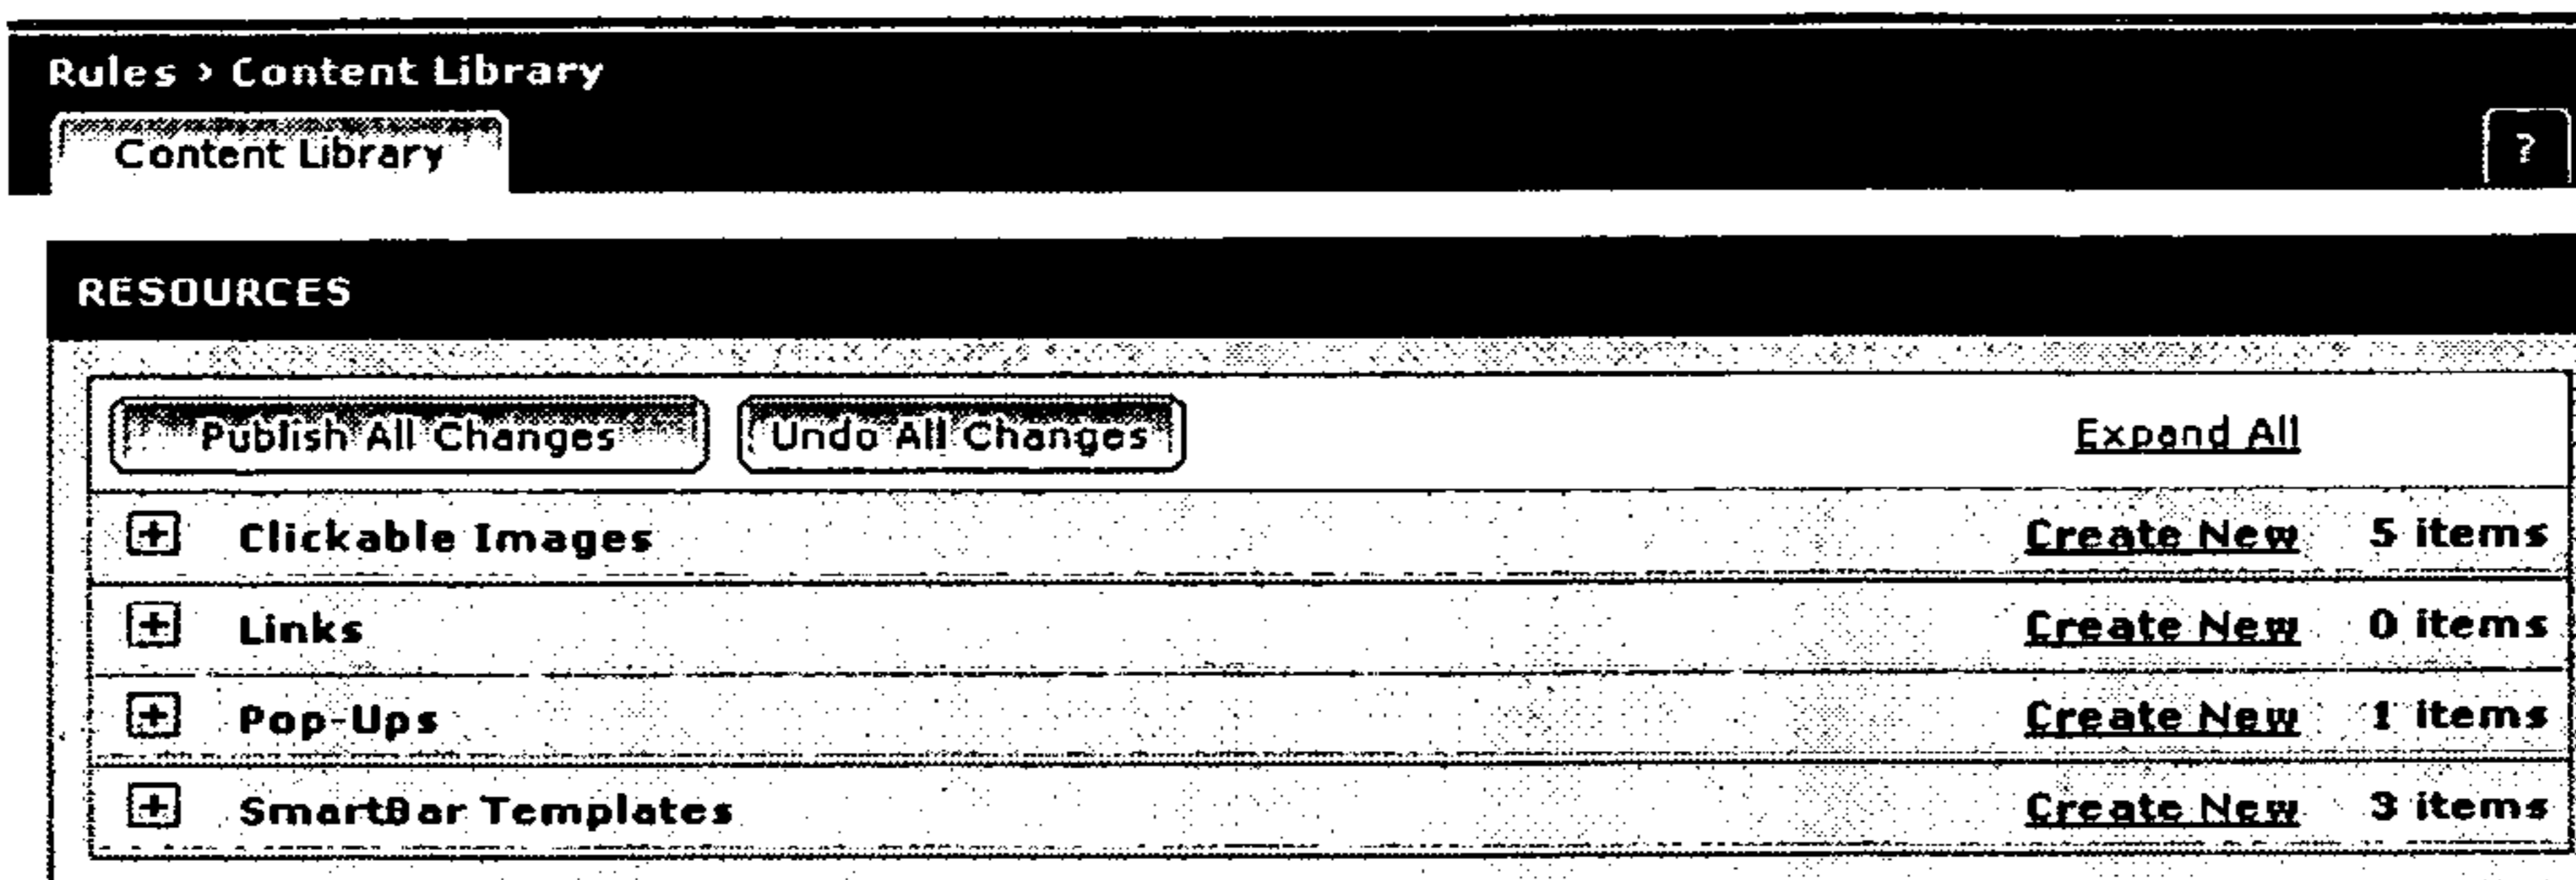 Rules > Content Library
Content Library ?
RESOURCES
Publish All Changes Undo All Changes Expand All
+ Clickable Images Create New 5 items
+ Links Create New 0 items
+ Pop-Ups Create New 1 items
+ SmartBar Templates Create New 3 items